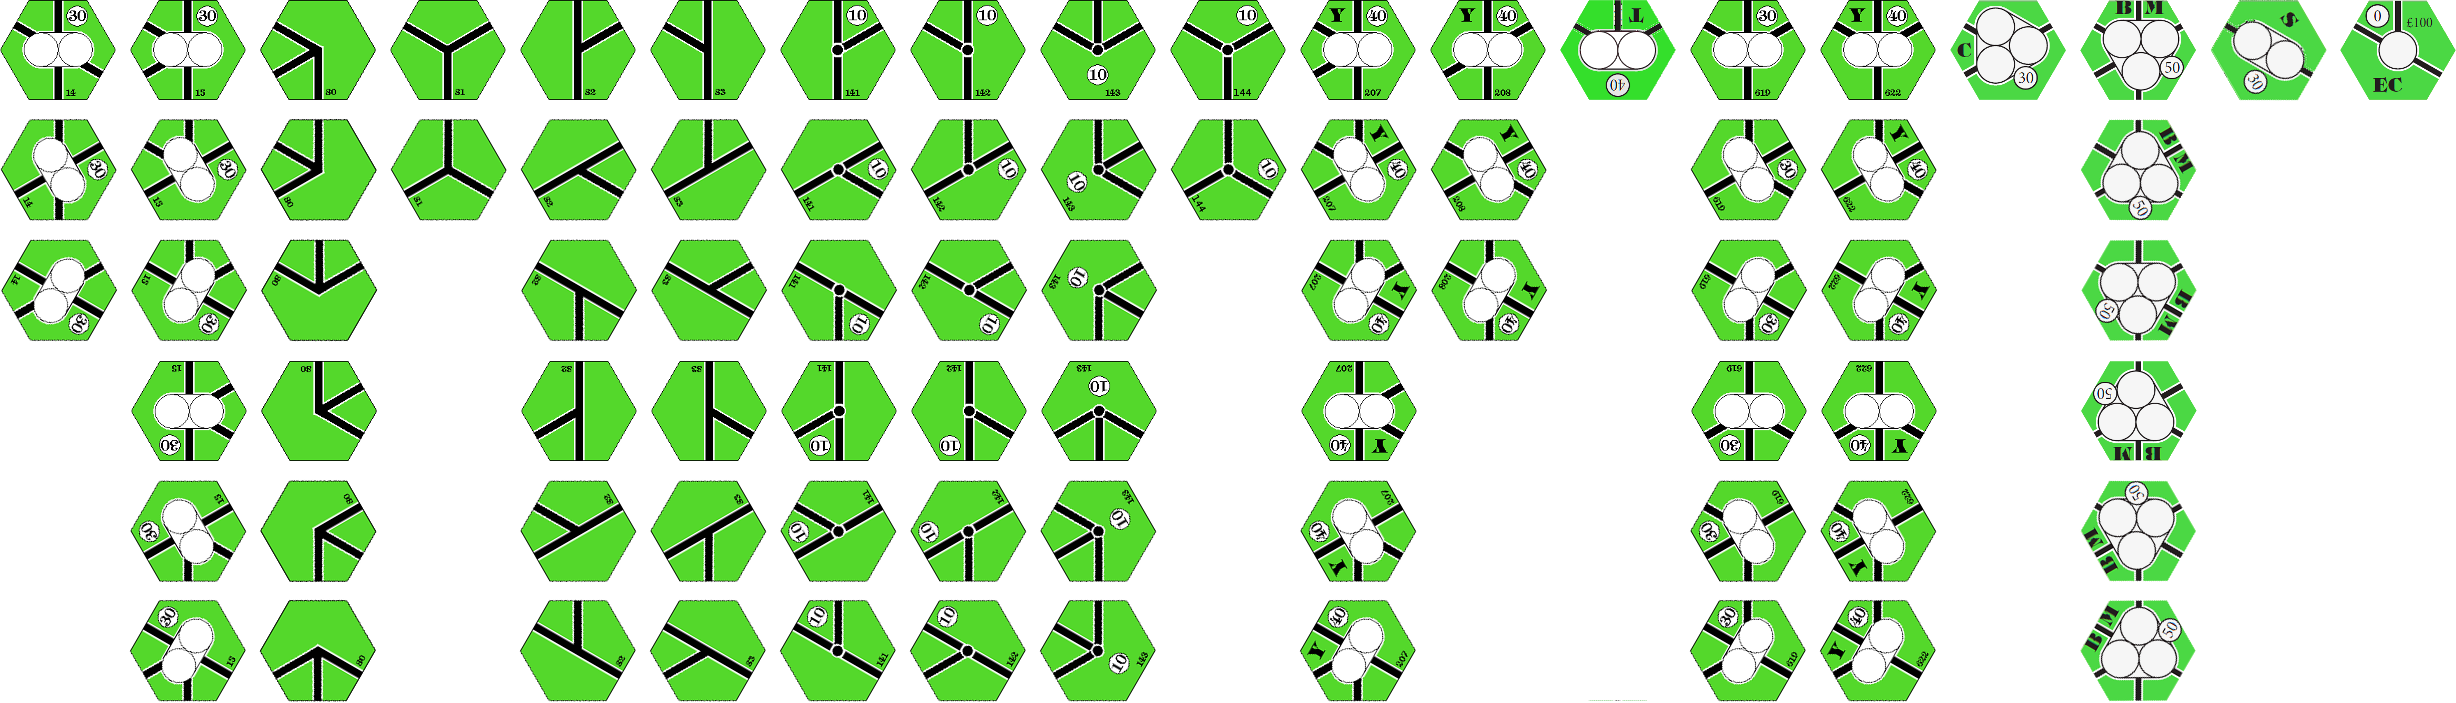 30 30 10 10 10 Y 40 Y 40 T 30 Y 40 B M S 0 £100
C 10 40 30 50 30 EC
14 15 80 81 82 83 141 142 143 144 207 208 619 622
30 30 10 10 10 10 Y 40 Y 40 30 Y 40 B M 50
14 15 80 81 82 83 141 142 143 144 207 208 619 622
14 15 80 82 83 141 142 143 10 207 208 619 622
30 30 10 10 40 Y 40 Y 30 40 Y 50 B M
15 80 82 83 141 142 143 207 619 622
30 10 10 10 40 Y 30 40 Y 50 B M
15 80 82 83 141 142 143 207 619 622
30 10 10 10 40 Y 30 40 Y 50 B M
30 10 10 10 40 Y 30 40 Y B M 50
15 80 82 83 141 142 143 207 619 622